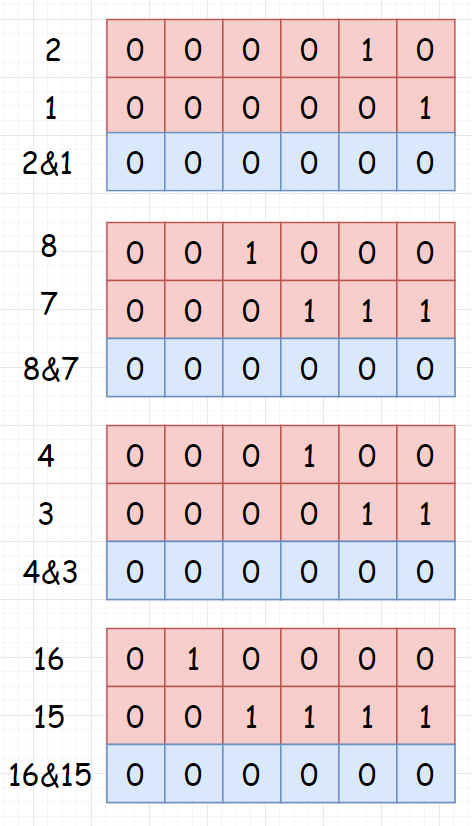 2 0 0 0 0 1 0
1 0 0 0 0 0 1
2&1 0 0 0 0 0 0
8 0 0 1 0 0 0
7 0 0 0 1 1 1
8&7 0 0 0 0 0 0
4 0 0 0 1 0 0
3 0 0 0 0 1 1
4&3 0 0 0 0 0 0
16 0 1 0 0 0 0
15 0 0 1 1 1 1
16&15 0 0 0 0 0 0